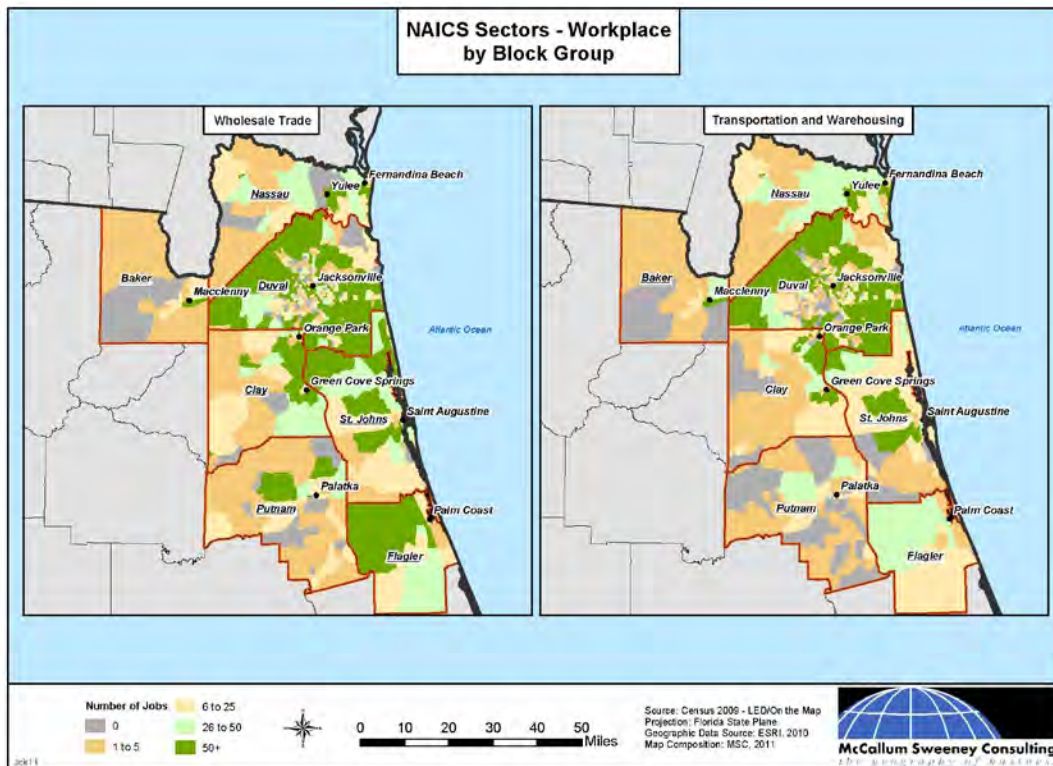 NAICS Sectors - Workplace
by Block Group
Wholesale Trade
Fernandina Beach
Yulee
Nassau
Baker
Macclenny
Jacksonville
Duval
Orange Park
Atlantic Ocean
Clay
Green Cove Springs
Saint Augustine
St. Johns
Palatka
Putnam
Palm Coast
Flagler
Transportation and Warehousing
Fernandina Beach
Yulee
Nassau
Baker
Macclenny
Jacksonville
Duval
Orange Park
Atlantic Ocean
Clay
Green Cove Springs
Saint Augustine
St. Johns
Palatka
Putnam
Palm Coast
Flagler
Number of Jobs
0
1 to 5
6 to 25
26 to 50
50+
0 10 20 30 40 50
Miles
Source: Census 2009 - LED/On the Map
Projection: Florida State Plane
Geographic Data Source: ESRI, 2010
Map Composition: MSC, 2011
McCallum Sweeney Consulting
the geography of business